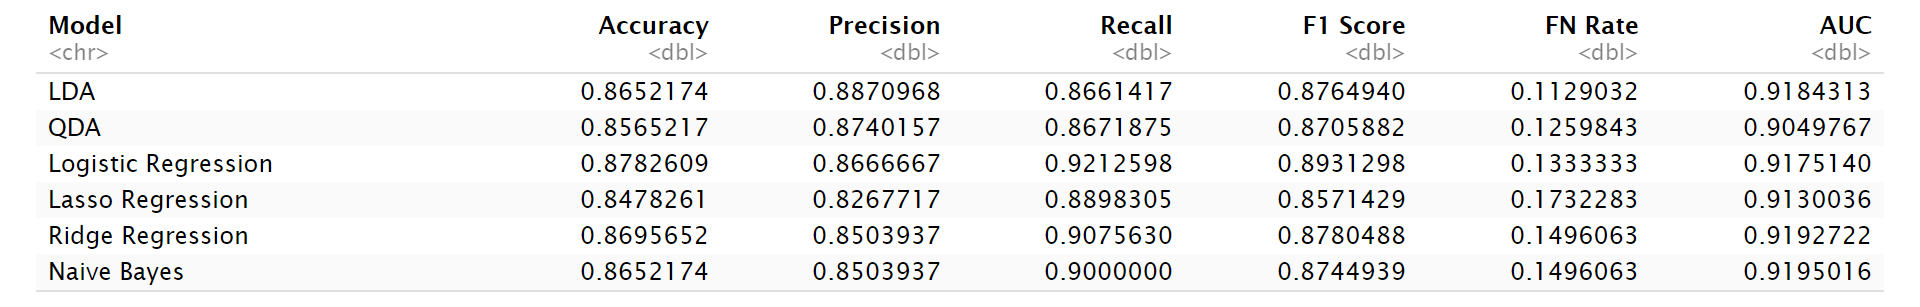 Model Accuracy Precision Recall F1 Score FN Rate AUC
<chr> <dbl> <dbl> <dbl> <dbl> <dbl> <dbl>
LDA 0.8652174 0.8870968 0.8661417 0.8764940 0.1129032 0.9184313
QDA 0.8565217 0.8740157 0.8671875 0.8705882 0.1259843 0.9049767
Logistic Regression 0.8782609 0.8666667 0.9212598 0.8931298 0.1333333 0.9175140
Lasso Regression 0.8478261 0.8267717 0.8898305 0.8571429 0.1732283 0.9130036
Ridge Regression 0.8695652 0.8503937 0.9075630 0.8780488 0.1496063 0.9192722
Naive Bayes 0.8652174 0.8503937 0.9000000 0.8744939 0.1496063 0.9195016